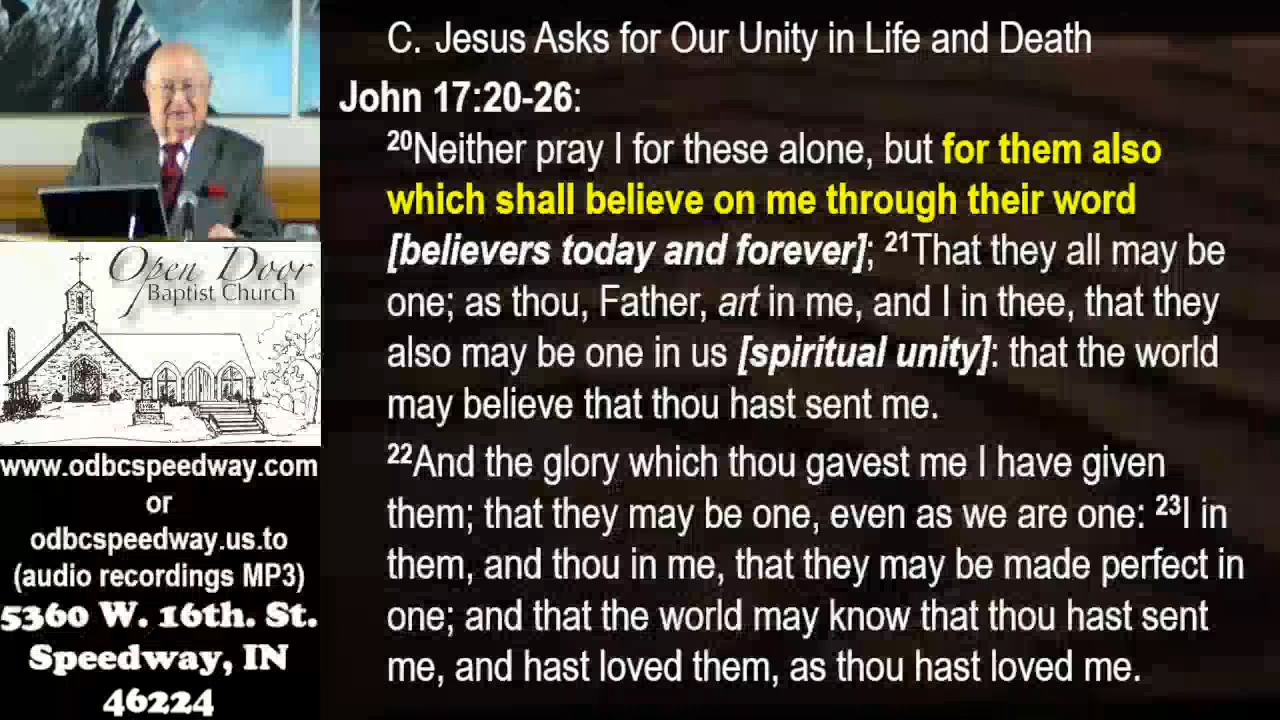 C. Jesus Asks for Our Unity in Life and Death
John 17:20-26:
20Neither pray I for these alone, but for them also
which shall believe on me through their word
[believers today and forever]; 21That they all may be
one; as thou, Father, art in me, and I in thee, that they
also may be one in us [spiritual unity]: that the world
may believe that thou hast sent me.
22And the glory which thou gavest me I have given
them; that they may be one, even as we are one: 23I in
them, and thou in me, that they may be made perfect in
one; and that the world may know that thou hast sent
me, and hast loved them, as thou hast loved me.
Open Door
Baptist Church
www.odbcspeedway.com
or
odbcspeedway.us.to
(audio recordings MP3)
5360 W. 16th. St.
Speedway, IN
46224